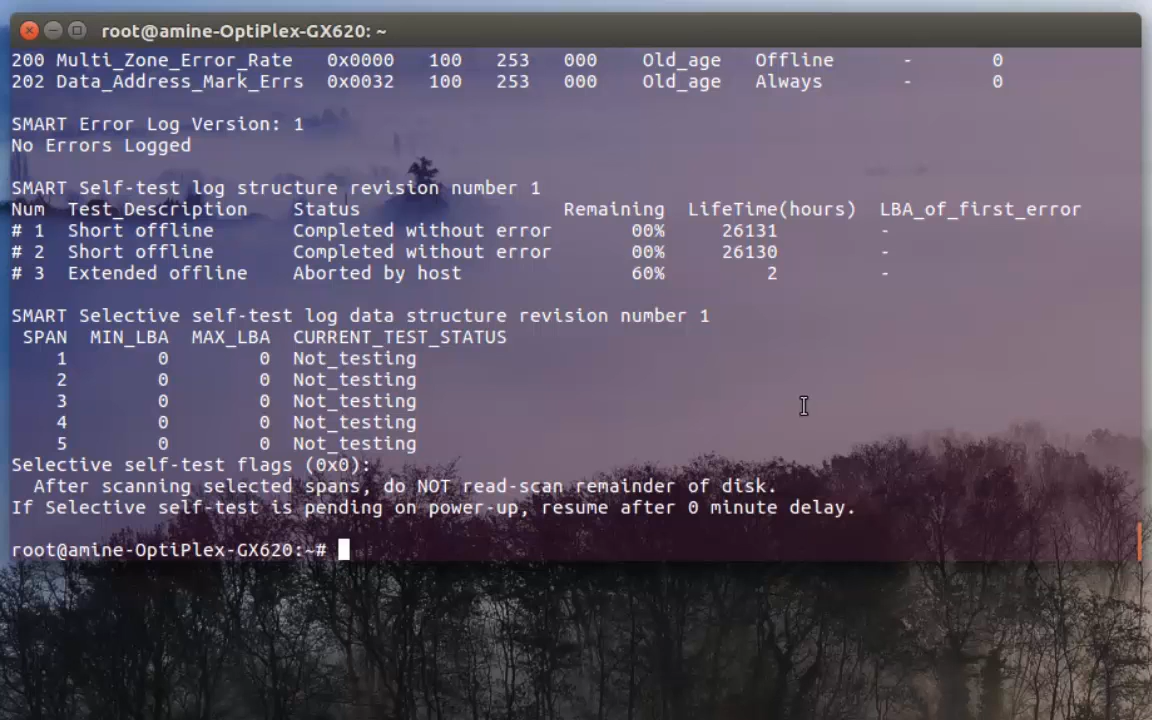 root@amine-OptiPlex-GX620: ~
200 Multi_Zone_Error_Rate   0x0000   100   253   000    Old_age   Offline      -       0
202 Data_Address_Mark_Errs  0x0032   100   253   000    Old_age   Always       -       0
SMART Error Log Version: 1
No Errors Logged
SMART Self-test log structure revision number 1
Num  Test_Description    Status                  Remaining  LifeTime(hours)  LBA_of_first_error
# 1  Short offline       Completed without error       00%     26131         -
# 2  Short offline       Completed without error       00%     26130         -
# 3  Extended offline    Aborted by host               60%         2         -
SMART Selective self-test log data structure revision number 1
 SPAN  MIN_LBA  MAX_LBA  CURRENT_TEST_STATUS
    1        0        0  Not_testing
    2        0        0  Not_testing
    3        0        0  Not_testing
    4        0        0  Not_testing
    5        0        0  Not_testing
Selective self-test flags (0x0):
  After scanning selected spans, do NOT read-scan remainder of disk.
If Selective self-test is pending on power-up, resume after 0 minute delay.
root@amine-OptiPlex-GX620:~#